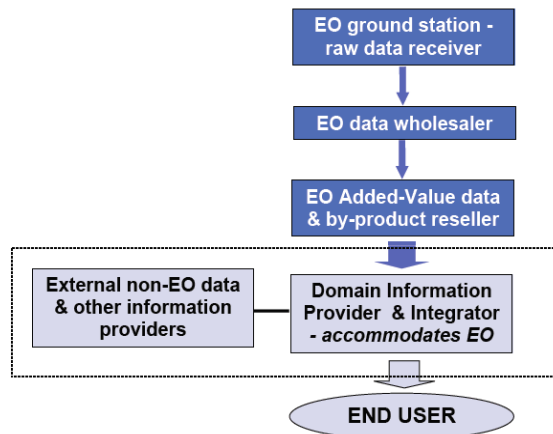 EO ground station -
raw data receiver
EO data wholesaler
EO Added-Value data
& by-product reseller
External non-EO data
& other information
providers
Domain Information
Provider & Integrator
- accommodates EO
END USER